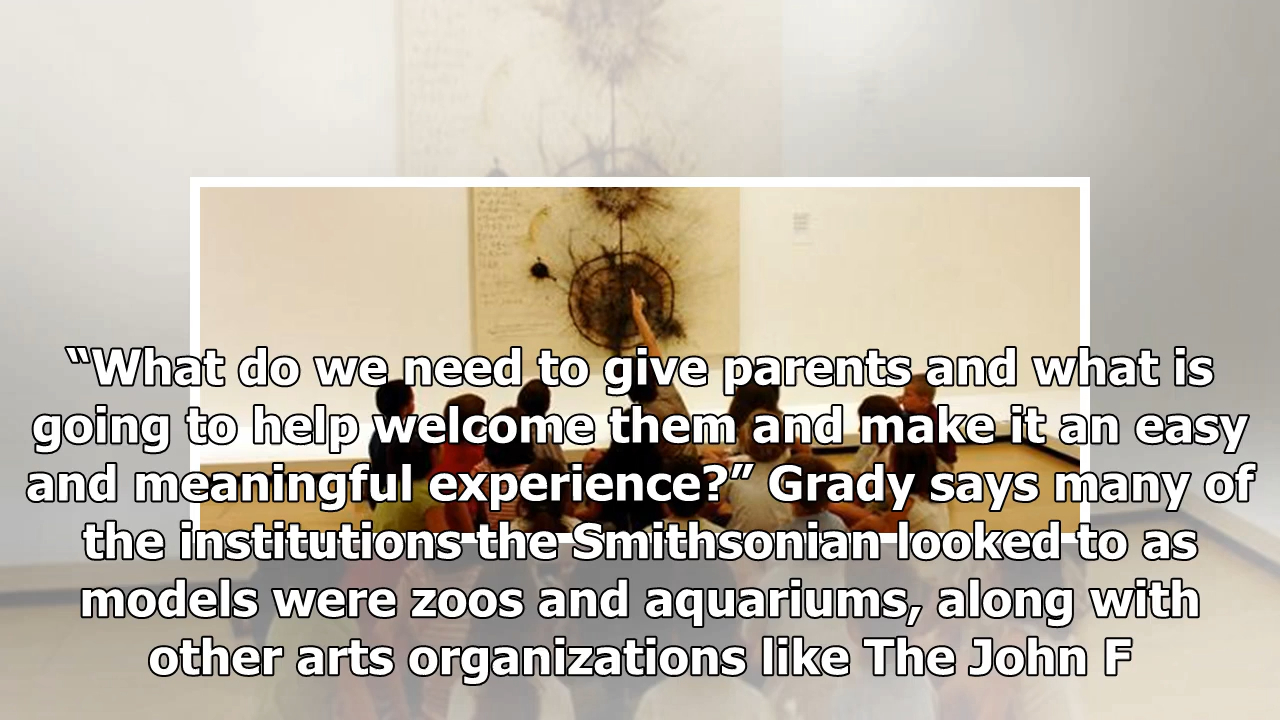 “What do we need to give parents and what is
going to help welcome them and make it an easy
and meaningful experience?” Grady says many of
the institutions the Smithsonian looked to as
models were zoos and aquariums, along with
other arts organizations like The John F